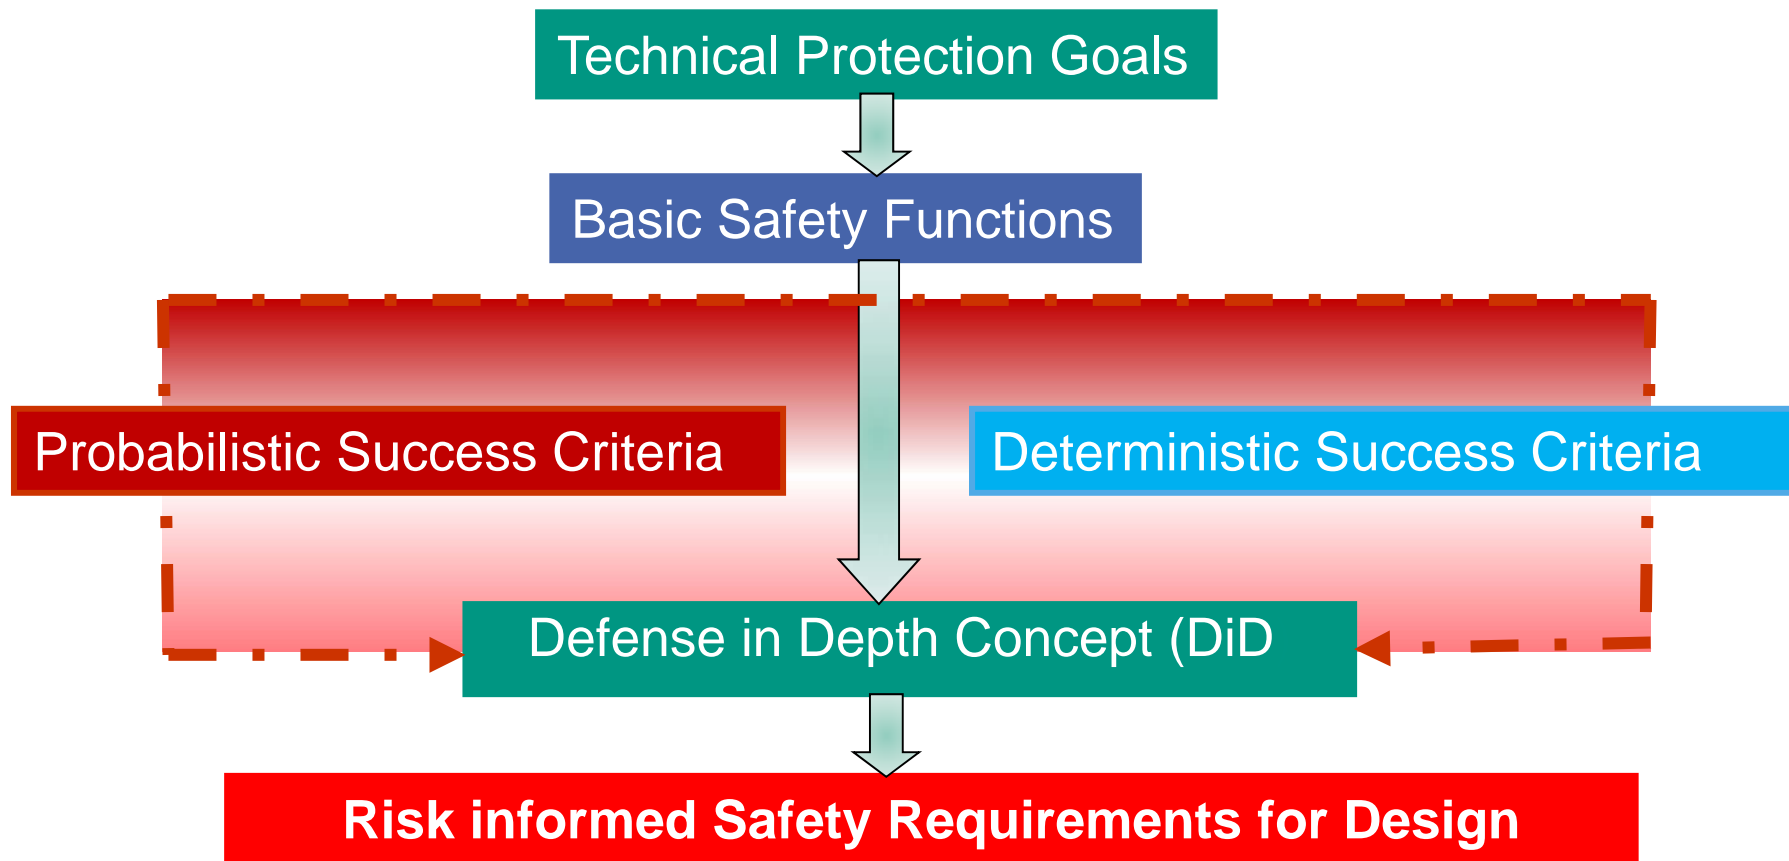 Technical Protection Goals
Basic Safety Functions
Probabilistic Success Criteria
Deterministic Success Criteria
Defense in Depth Concept (DiD
Risk informed Safety Requirements for Design